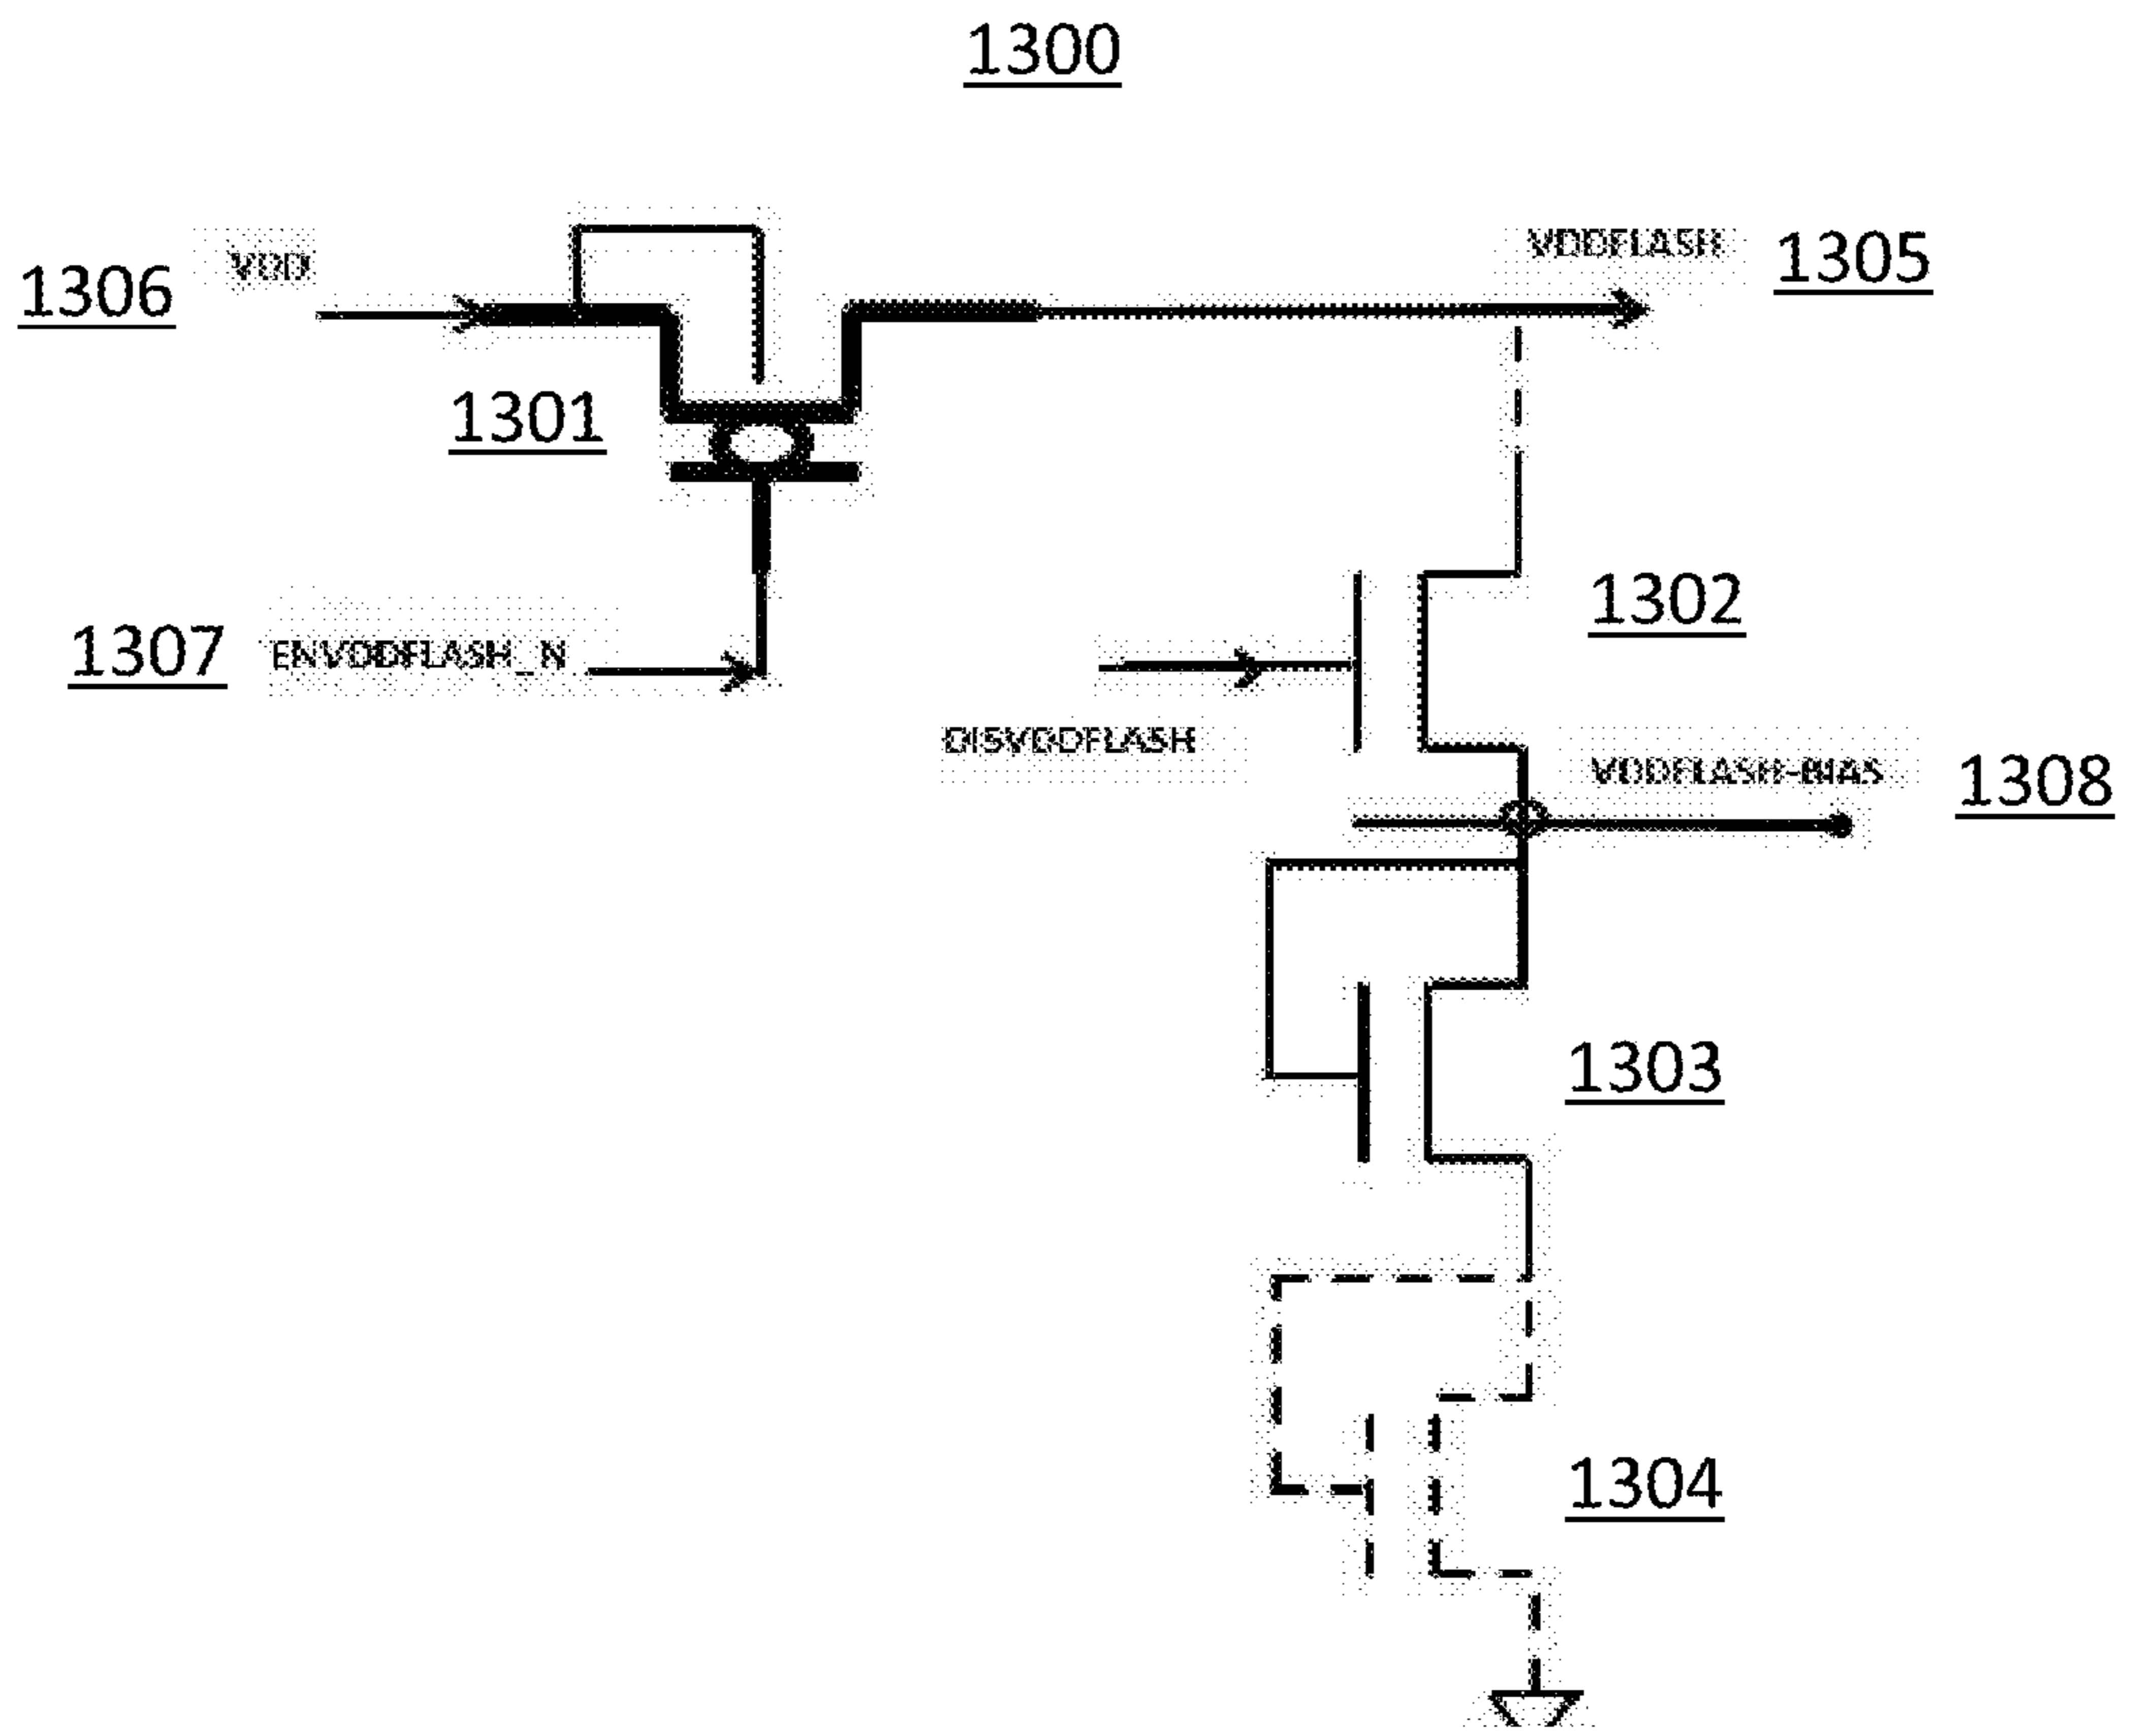 1300
VDD
1306
VDDFLASH
1305
1301
1302
1307
ENVDDFLASH_N
DISVDDFLASH
VDDFLASH-BIAS
1308
1303
1304